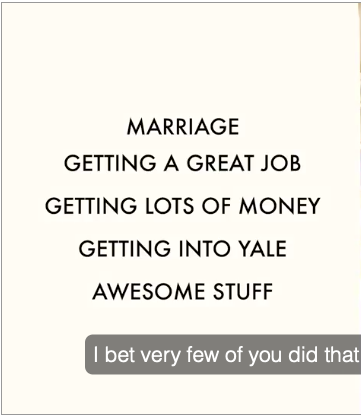 MARRIAGE
GETTING A GREAT JOB
GETTING LOTS OF MONEY
GETTING INTO YALE
AWESOME STUFF
I bet very few of you did that